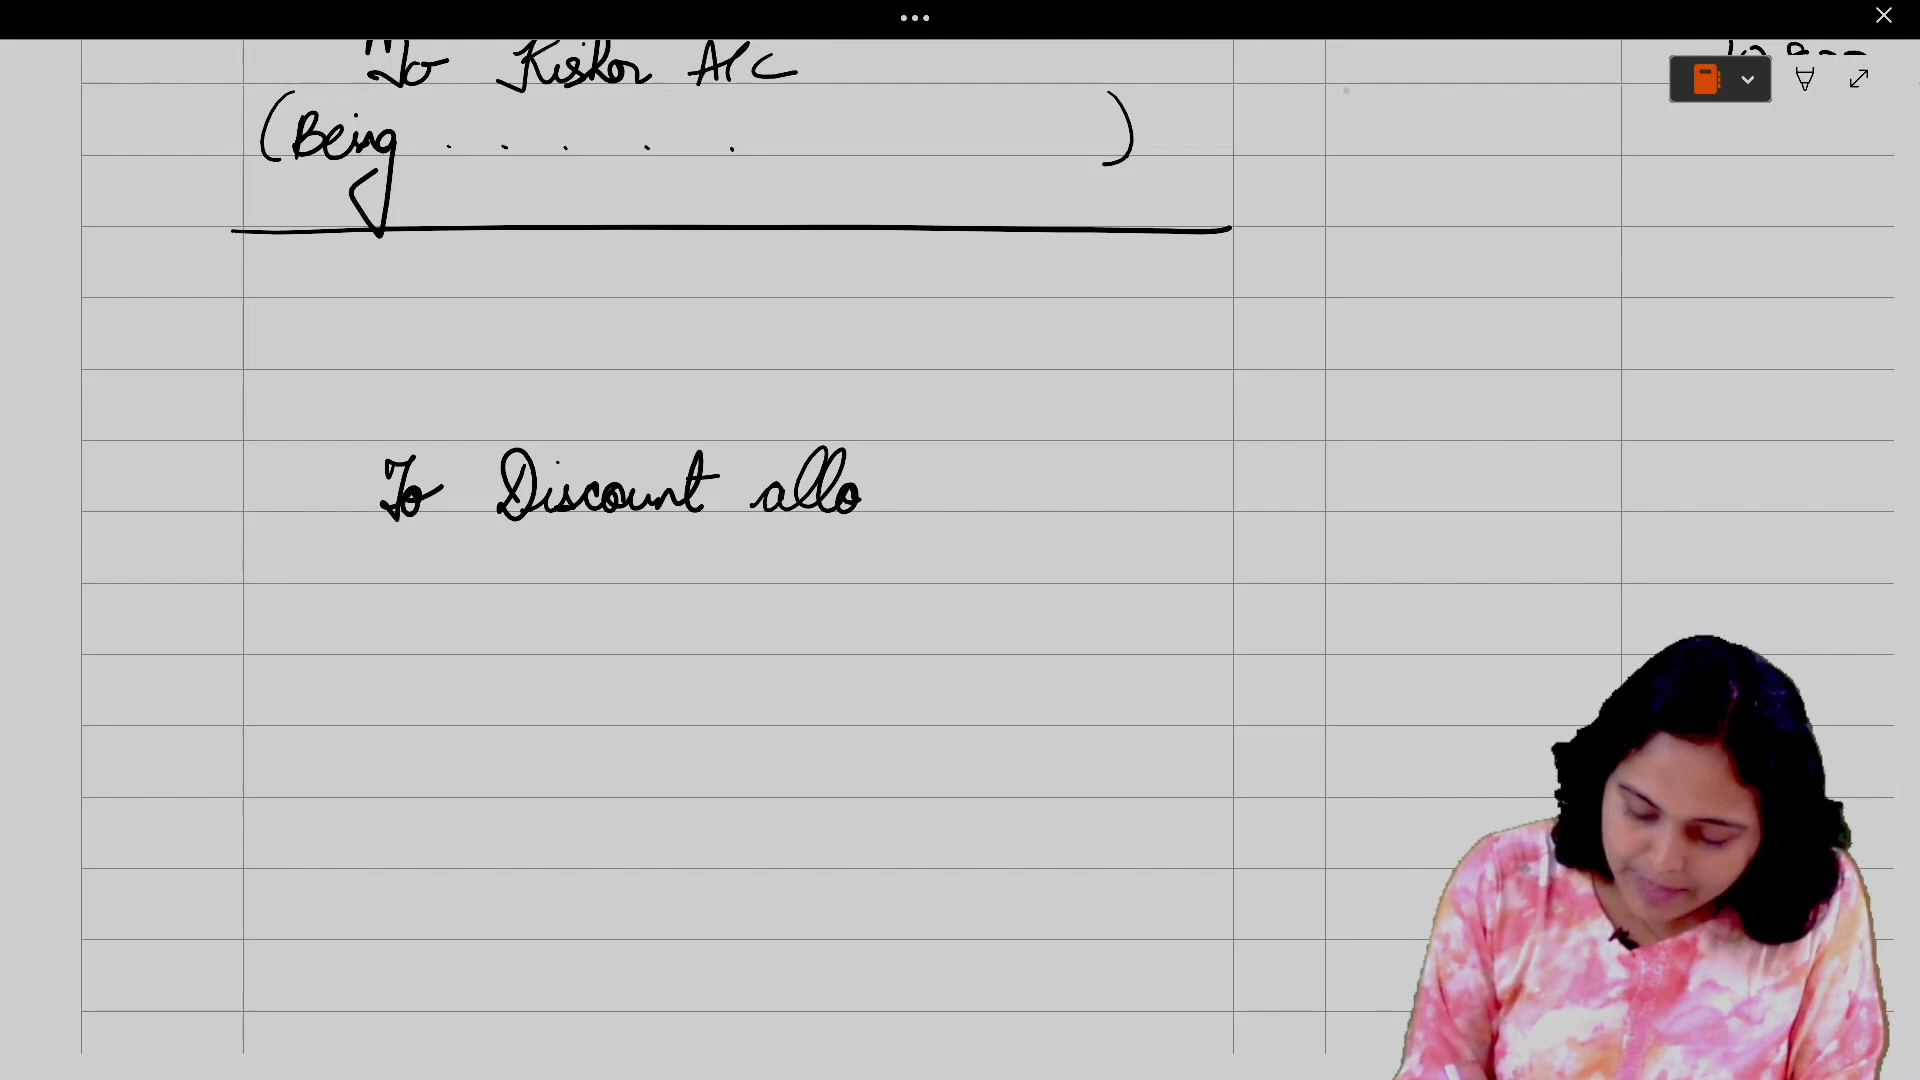 To Kishor A/C
(Being . . . . . )
To Discount allo